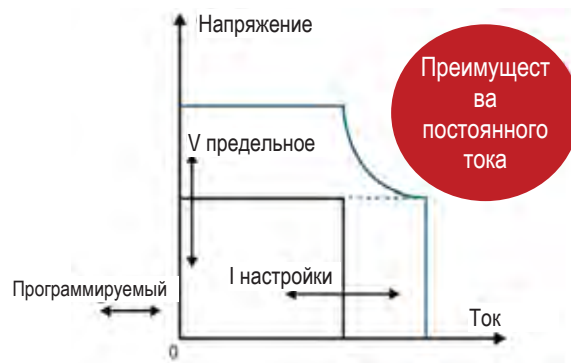 Напряжение
Преимущест
ва
постоянного
тока
V предельное
I настройки
Программируемый
Ток
0